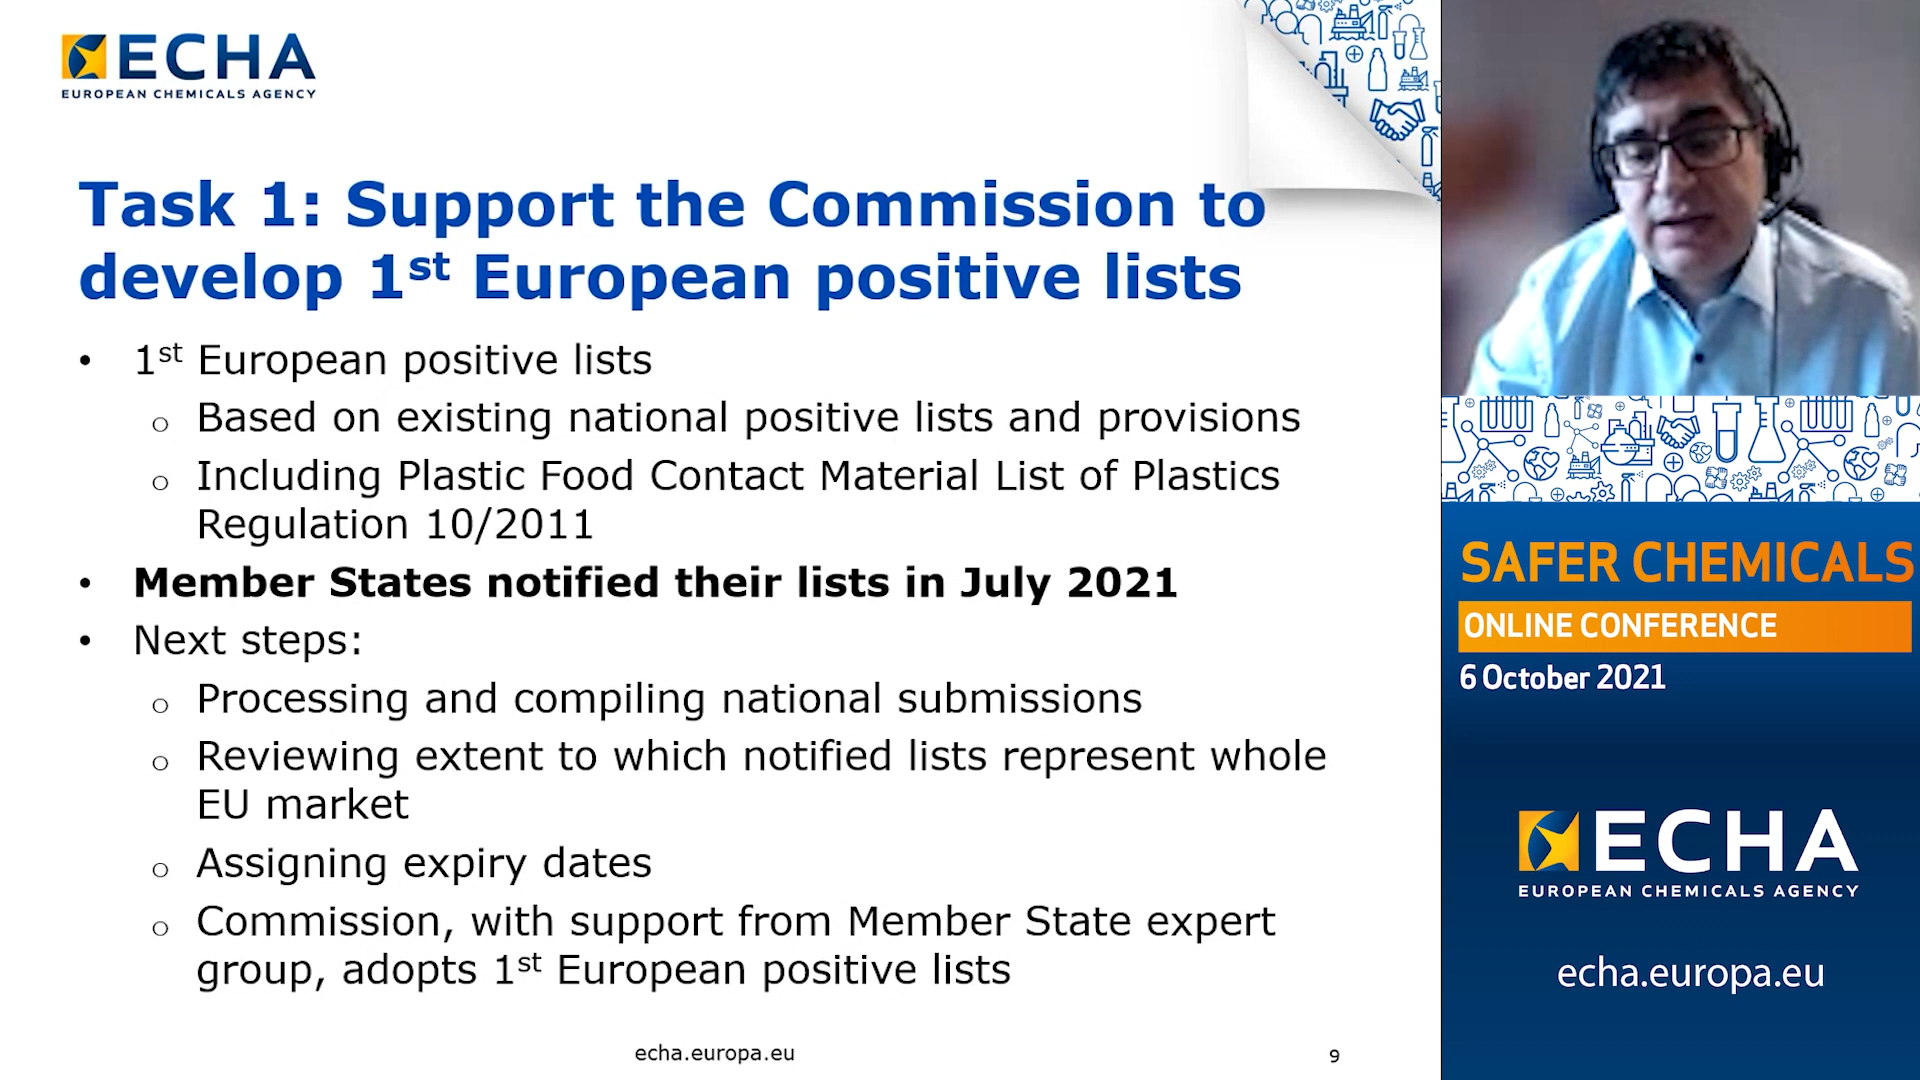 ECHA
EUROPEAN CHEMICALS AGENCY
Task 1: Support the Commission to
develop 1st European positive lists
• 1st European positive lists
o Based on existing national positive lists and provisions
o Including Plastic Food Contact Material List of Plastics
Regulation 10/2011
• Member States notified their lists in July 2021
• Next steps:
o Processing and compiling national submissions
o Reviewing extent to which notified lists represent whole
EU market
o Assigning expiry dates
o Commission, with support from Member State expert
group, adopts 1st European positive lists
echa.europa.eu
9
SAFER CHEMICALS
ONLINE CONFERENCE
6 October 2021
ECHA
EUROPEAN CHEMICALS AGENCY
echa.europa.eu